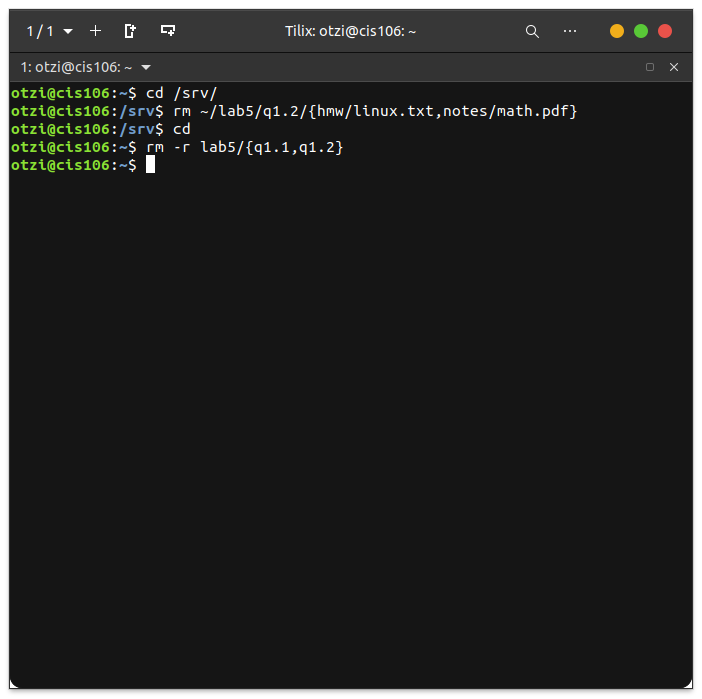 1 / 1 Tilix: otzi@cis106: ~
1: otzi@cis106: ~
otzi@cis106:~$ cd /srv/
otzi@cis106:/srv$ rm ~/lab5/q1.2/{hmw/linux.txt,notes/math.pdf}
otzi@cis106:/srv$ cd
otzi@cis106:~$ rm -r lab5/{q1.1,q1.2}
otzi@cis106:~$